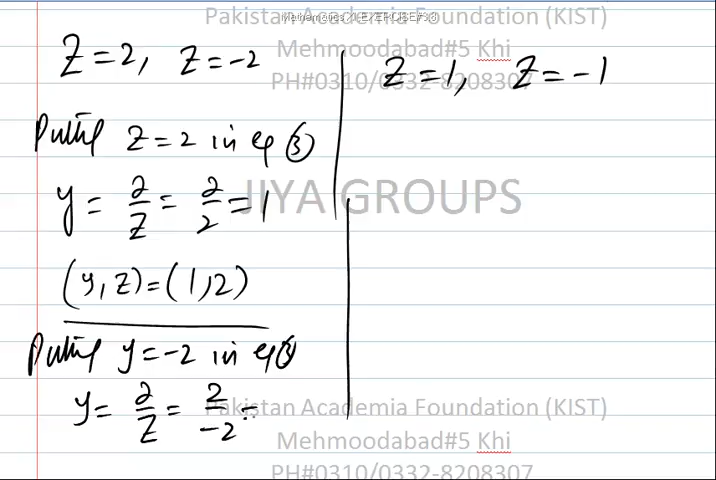 Pakistan Academia Foundation (KIST)
Mehmoodabad#5 Khi
PH#0310/0332-8208307
Z=2, Z=-2
Putting Z=2 in eq (3)
y = 2/Z = 2/2 = 1
JIYA GROUPS
(y, z)=(1,2)
Putting y=-2 in eq(3)
y = 2/Z = 2/-2 =
Z=1, Z=-1
Pakistan Academia Foundation (KIST)
Mehmoodabad#5 Khi
PH#0310/0332-8208307